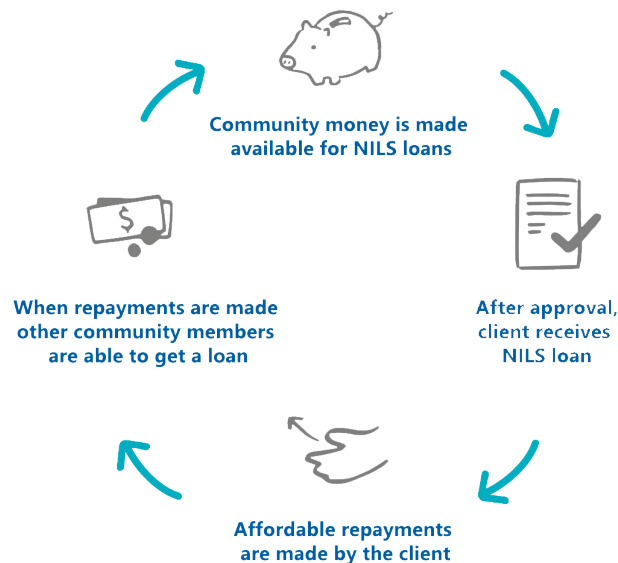 Community money is made
available for NILS loans
After approval,
client receives
NILS loan
Affordable repayments
are made by the client
When repayments are made
other community members
are able to get a loan
$